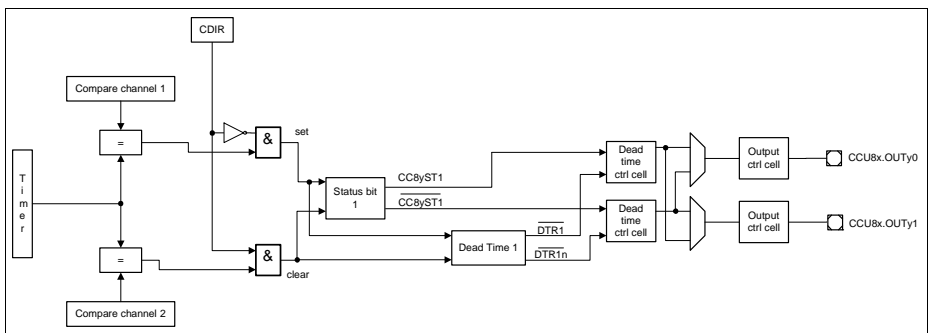 CDIR
Compare channel 1
=
&
set
Timer
Status bit
1
CC8yST1
CC8yST1
Dead
time
ctrl cell
Output
ctrl cell
CCU8x.OUTy0
Dead
time
ctrl cell
Output
ctrl cell
CCU8x.OUTy1
DTR1
Dead Time 1
DTR1n
=
&
clear
Compare channel 2